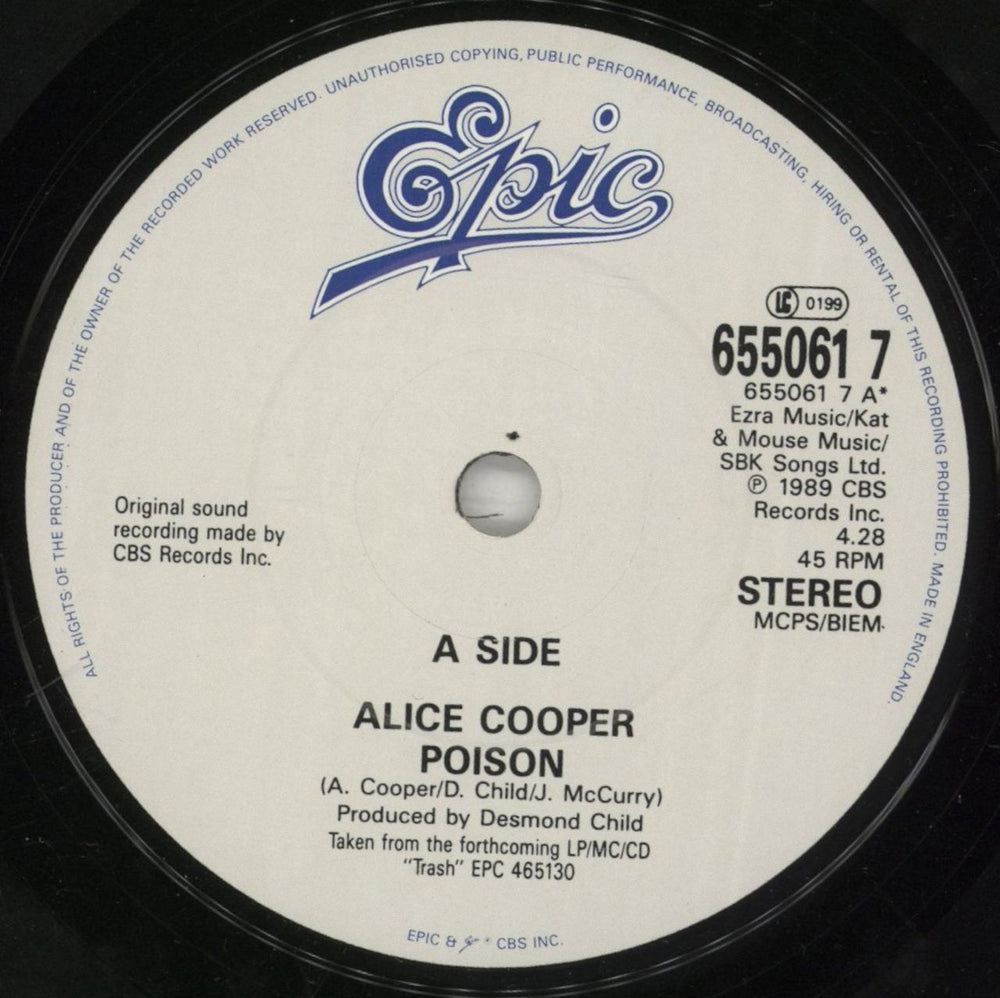 ALL RIGHTS OF THE PRODUCER AND OF THE OWNER OF THE RECORDED WORK RESERVED. UNAUTHORISED COPYING, PUBLIC PERFORMANCE, BROADCASTING, HIRING OR RENTAL OF THIS RECORDING PROHIBITED. MADE IN ENGLAND.
Epic
LC 0199
655061 7
655061 7 A*
Ezra Music/Kat
& Mouse Music/
SBK Songs Ltd.
℗ 1989 CBS
Records Inc.
4.28
45 RPM
STEREO
MCPS/BIEM.
Original sound
recording made by
CBS Records Inc.
A SIDE
ALICE COOPER
POISON
(A. Cooper/D. Child/J. McCurry)
Produced by Desmond Child
Taken from the forthcoming LP/MC/CD
"Trash" EPC 465130
EPIC & * CBS INC.